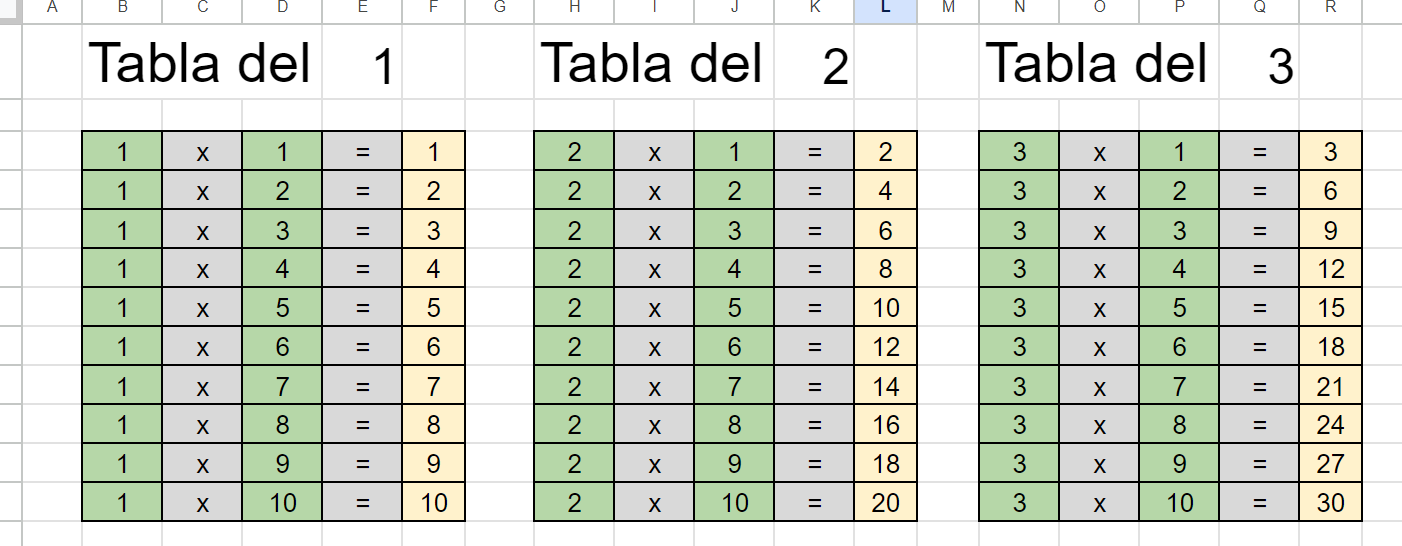 A B C D E F G H I J K L M N O P Q R
Tabla del 1 Tabla del 2 Tabla del 3
1 x 1 = 1 2 x 1 = 2 3 x 1 = 3
1 x 2 = 2 2 x 2 = 4 3 x 2 = 6
1 x 3 = 3 2 x 3 = 6 3 x 3 = 9
1 x 4 = 4 2 x 4 = 8 3 x 4 = 12
1 x 5 = 5 2 x 5 = 10 3 x 5 = 15
1 x 6 = 6 2 x 6 = 12 3 x 6 = 18
1 x 7 = 7 2 x 7 = 14 3 x 7 = 21
1 x 8 = 8 2 x 8 = 16 3 x 8 = 24
1 x 9 = 9 2 x 9 = 18 3 x 9 = 27
1 x 10 = 10 2 x 10 = 20 3 x 10 = 30